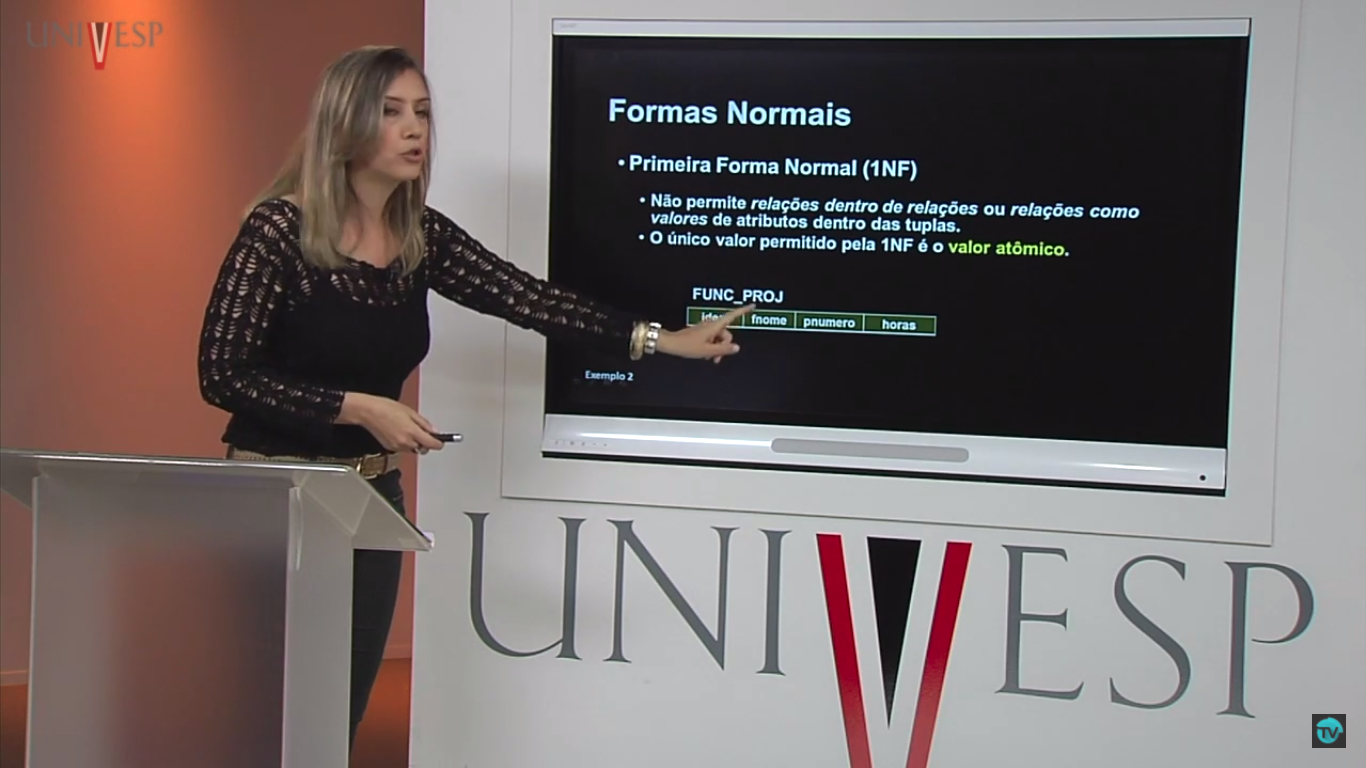 UNIVESP
Formas Normais
• Primeira Forma Normal (1NF)
• Não permite relações dentro de relações ou relações como
valores de atributos dentro das tuplas.
• O único valor permitido pela 1NF é o valor atômico.
FUNC_PROJ
fnome pnumero horas
Exemplo 2
UNIVESP
TV